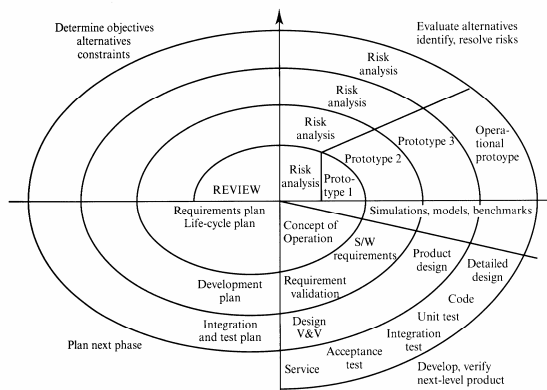 Determine objectives
alternatives
constraints
Evaluate alternatives
identify, resolve risks
Risk
analysis
Risk
analysis
Risk
analysis
Risk
analysis
Proto-
type 1
Prototype 2
Prototype 3
Opera-
tional
protoype
REVIEW
Requirements plan
Life-cycle plan
Simulations, models, benchmarks
Concept of
Operation
S/W
requirements
Product
design
Detailed
design
Development
plan
Requirement
validation
Code
Unit test
Integration
and test plan
Design
V&V
Integration
test
Acceptance
test
Service
Plan next phase
Develop, verify
next-level product